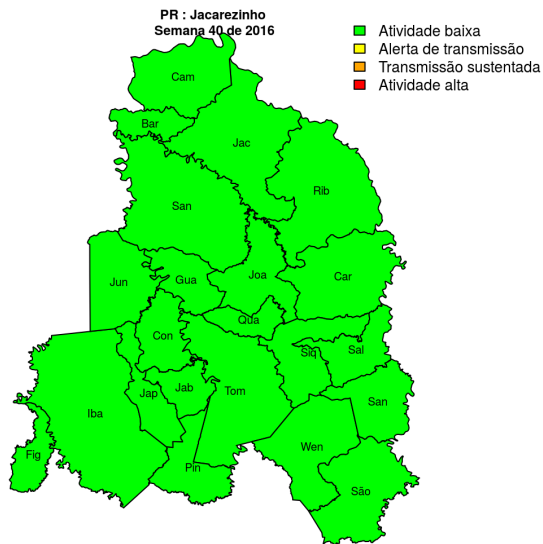 PR : Jacarezinho
Semana 40 de 2016
Atividade baixa
Alerta de transmissão
Transmissão sustentada
Atividade alta
Cam
Bar
Jac
Rib
San
Jun
Gua
Joa
Car
Qua
Con
Siq
Sal
Jap
Jab
Tom
San
Iba
Wen
Fig
Pin
São